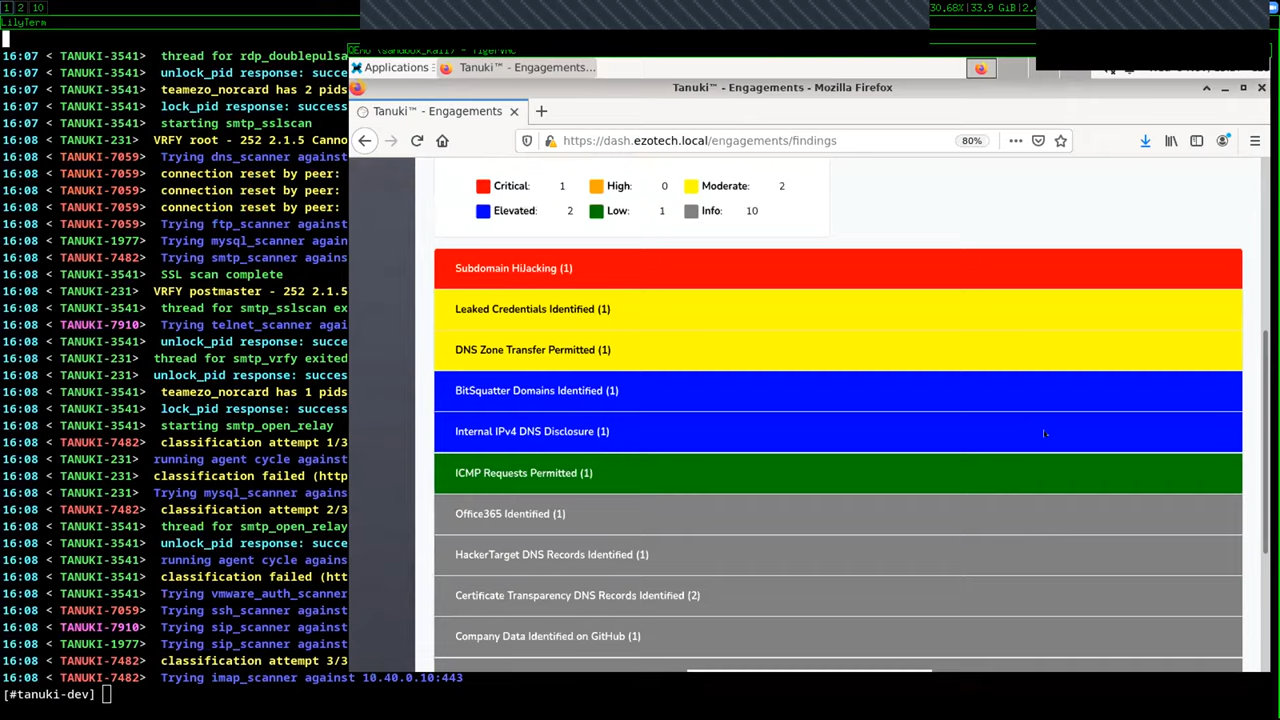 1 2 10
30.68%|33.9 GiB|2.
LilyTerm
QEMU (sandbox_kali) - TigerVNC
Applications
Tanuki™ - Engagements...
Tanuki™ - Engagements - Mozilla Firefox
Tanuki™ - Engagements
https://dash.ezotech.local/engagements/findings
80%
Critical: 1 High: 0 Moderate: 2
Elevated: 2 Low: 1 Info: 10
Subdomain HiJacking (1)
Leaked Credentials Identified (1)
DNS Zone Transfer Permitted (1)
BitSquatter Domains Identified (1)
Internal IPv4 DNS Disclosure (1)
ICMP Requests Permitted (1)
Office365 Identified (1)
HackerTarget DNS Records Identified (1)
Certificate Transparency DNS Records Identified (2)
Company Data Identified on GitHub (1)
16:07 < TANUKI-3541> thread for rdp_doublepulsa
16:07 < TANUKI-3541> unlock_pid response: succe
16:07 < TANUKI-3541> teamezo_norcard has 2 pids
16:07 < TANUKI-3541> lock_pid response: success
16:07 < TANUKI-3541> starting smtp_sslscan
16:07 < TANUKI-231> VRFY root - 252 2.1.5 Canno
16:08 < TANUKI-7059> Trying dns_scanner against
16:08 < TANUKI-7059> connection reset by peer:
16:08 < TANUKI-7059> connection reset by peer:
16:08 < TANUKI-7059> connection reset by peer:
16:08 < TANUKI-7059> Trying ftp_scanner against
16:08 < TANUKI-1977> Trying mysql_scanner again
16:08 < TANUKI-7482> Trying smtp_scanner agains
16:08 < TANUKI-3541> SSL scan complete
16:08 < TANUKI-231> VRFY postmaster - 252 2.1.5
16:08 < TANUKI-3541> thread for smtp_sslscan ex
16:08 < TANUKI-7910> Trying telnet_scanner agai
16:08 < TANUKI-3541> unlock_pid response: succe
16:08 < TANUKI-231> thread for smtp_vrfy exited
16:08 < TANUKI-231> unlock_pid response: succes
16:08 < TANUKI-3541> teamezo_norcard has 1 pids
16:08 < TANUKI-3541> lock_pid response: success
16:08 < TANUKI-3541> starting smtp_open_relay
16:08 < TANUKI-7482> classification attempt 1/3
16:08 < TANUKI-231> running agent cycle against
16:08 < TANUKI-231> classification failed (http
16:08 < TANUKI-231> Trying mysql_scanner agains
16:08 < TANUKI-7482> classification attempt 2/3
16:08 < TANUKI-3541> thread for smtp_open_relay
16:08 < TANUKI-3541> unlock_pid response: succe
16:08 < TANUKI-3541> running agent cycle agains
16:08 < TANUKI-3541> classification failed (htt
16:08 < TANUKI-3541> Trying vmware_auth_scanner
16:08 < TANUKI-7059> Trying ssh_scanner against
16:08 < TANUKI-7910> Trying sip_scanner against
16:08 < TANUKI-1977> Trying sip_scanner against
16:08 < TANUKI-7482> classification attempt 3/3
16:08 < TANUKI-7482> Trying imap_scanner against 10.40.0.10:443
[#tanuki-dev]